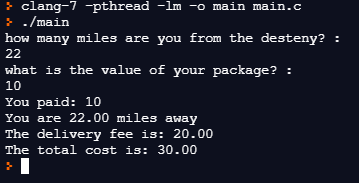 > clang-7 -pthread -lm -o main main.c
> ./main
how many miles are you from the desteny? :
22
what is the value of your package? :
10
You paid: 10
You are 22.00 miles away
The delivery fee is: 20.00
The total cost is: 30.00
>